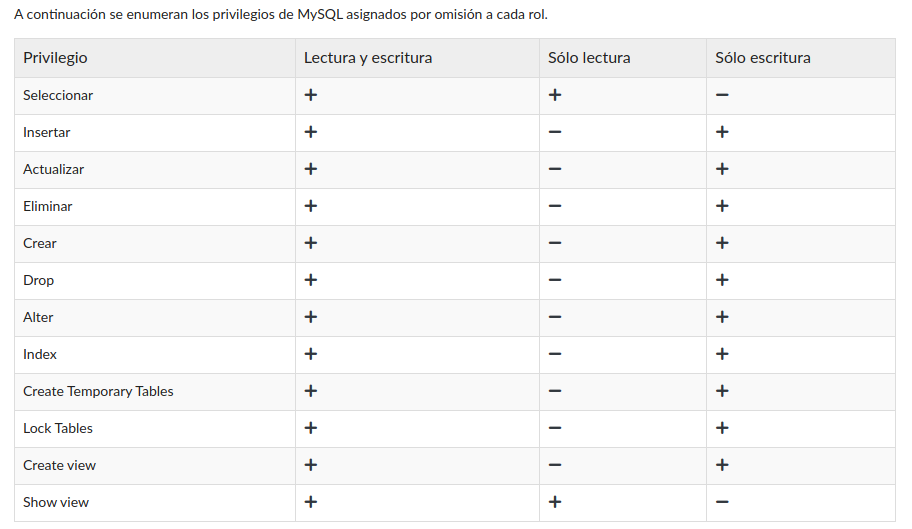 A continuación se enumeran los privilegios de MySQL asignados por omisión a cada rol.
Privilegio Lectura y escritura Sólo lectura Sólo escritura
Seleccionar + + −
Insertar + − +
Actualizar + − +
Eliminar + − +
Crear + − +
Drop + − +
Alter + − +
Index + − +
Create Temporary Tables + − +
Lock Tables + − +
Create view + − +
Show view + + −